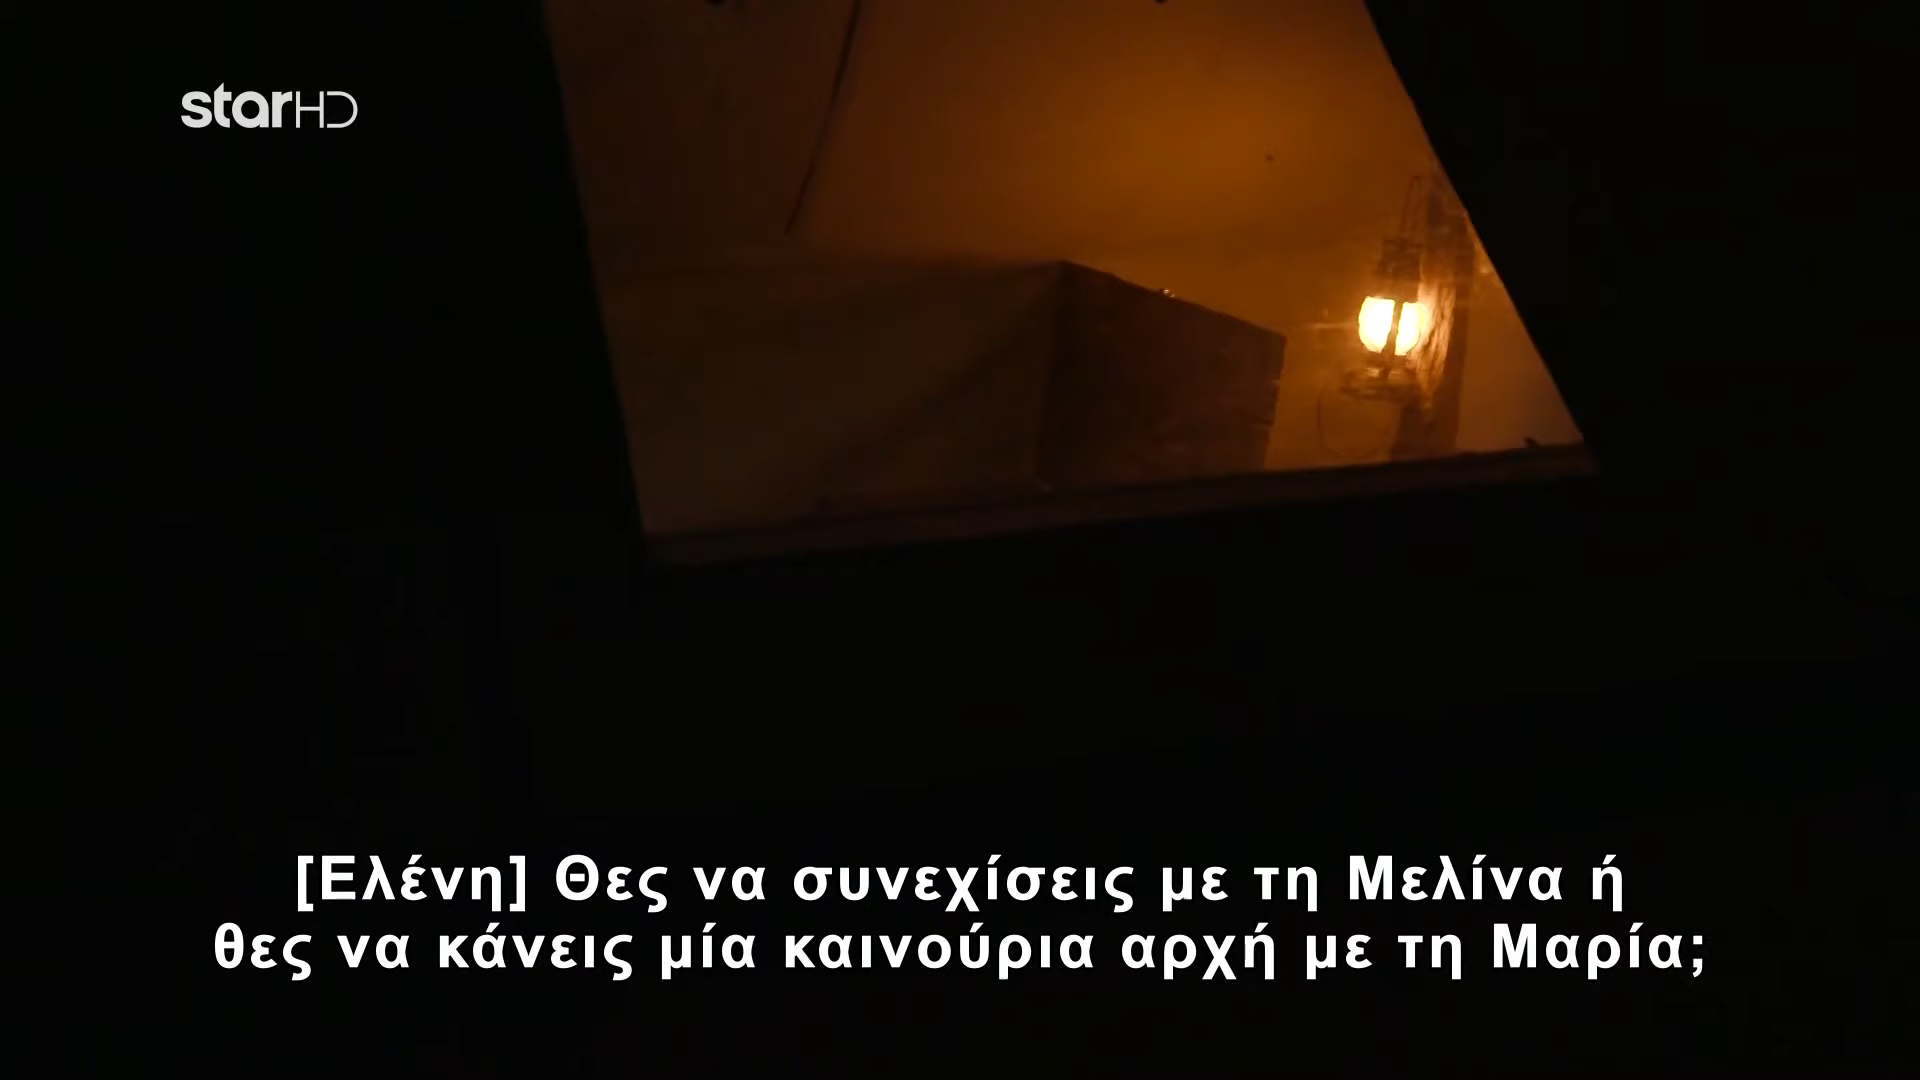 starHD
[Ελένη] Θες να συνεχίσεις με τη Μελίνα ή
θες να κάνεις μία καινούρια αρχή με τη Μαρία;